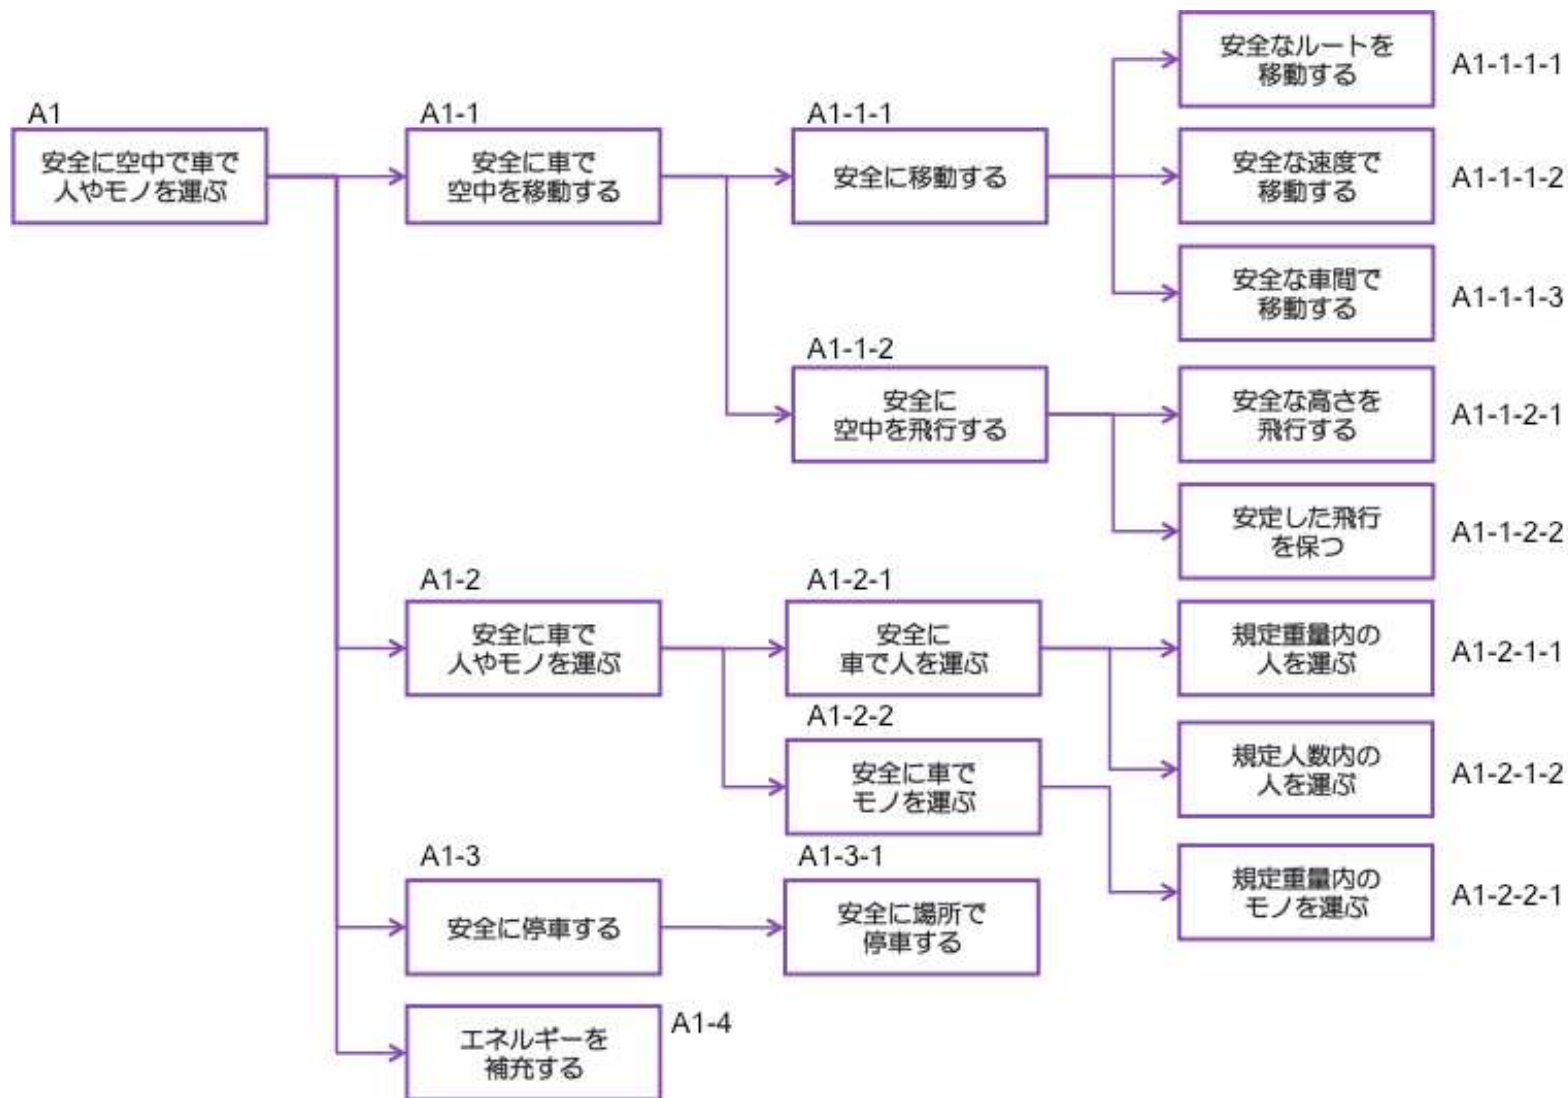 A1
安全に空中で車で
人やモノを運ぶ
A1-1
安全に車で
空中を移動する
A1-1-1
安全に移動する
安全なルートを
移動する
A1-1-1-1
安全な速度で
移動する
A1-1-1-2
安全な車間で
移動する
A1-1-1-3
A1-1-2
安全に
空中を飛行する
安全な高さを
飛行する
A1-1-2-1
安定した飛行
を保つ
A1-1-2-2
A1-2
安全に車で
人やモノを運ぶ
A1-2-1
安全に
車で人を運ぶ
規定重量内の
人を運ぶ
A1-2-1-1
規定人数内の
人を運ぶ
A1-2-1-2
A1-2-2
安全に車で
モノを運ぶ
規定重量内の
モノを運ぶ
A1-2-2-1
A1-3
安全に停車する
A1-3-1
安全に場所で
停車する
エネルギーを
補充する
A1-4